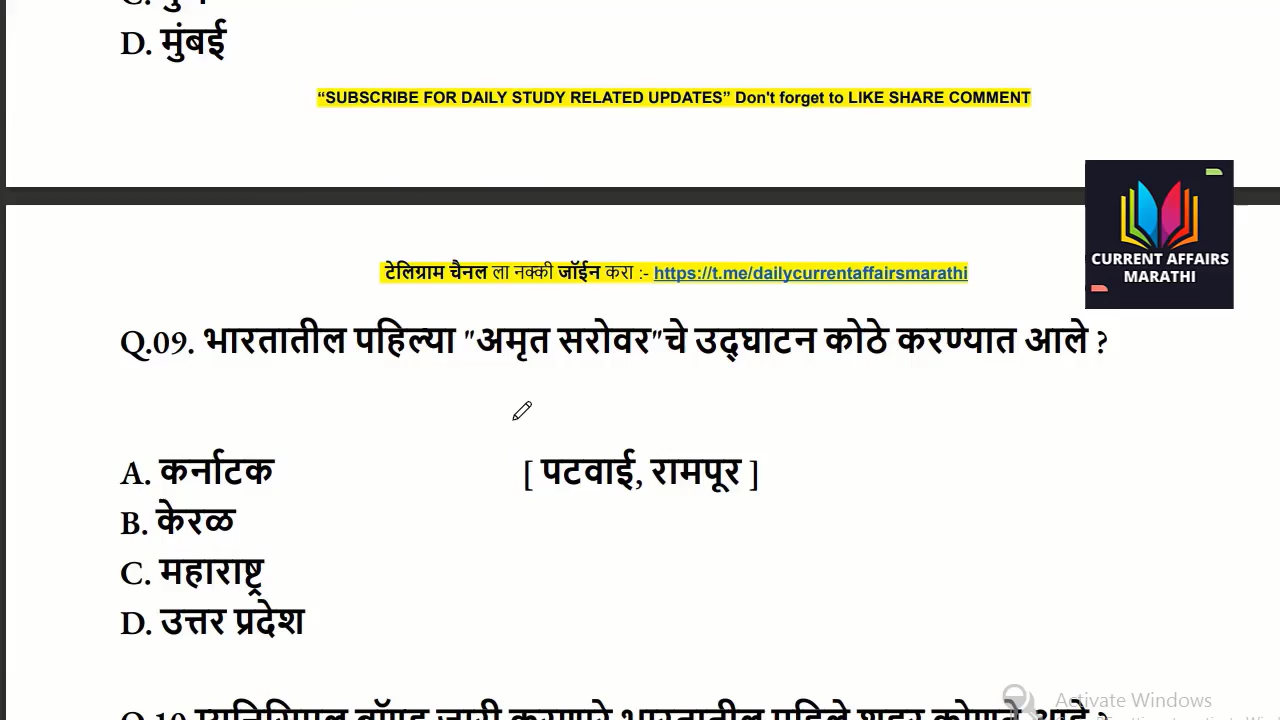 D. मुंबई
“SUBSCRIBE FOR DAILY STUDY RELATED UPDATES” Don't forget to LIKE SHARE COMMENT
CURRENT AFFAIRS
MARATHI
टेलिग्राम चैनल ला नक्की जॉईन करा :- https://t.me/dailycurrentaffairsmarathi
Q.09. भारतातील पहिल्या "अमृत सरोवर"चे उद्घाटन कोठे करण्यात आले ?
A. कर्नाटक [ पटवाई, रामपूर ]
B. केरळ
C. महाराष्ट्र
D. उत्तर प्रदेश
Activate Windows